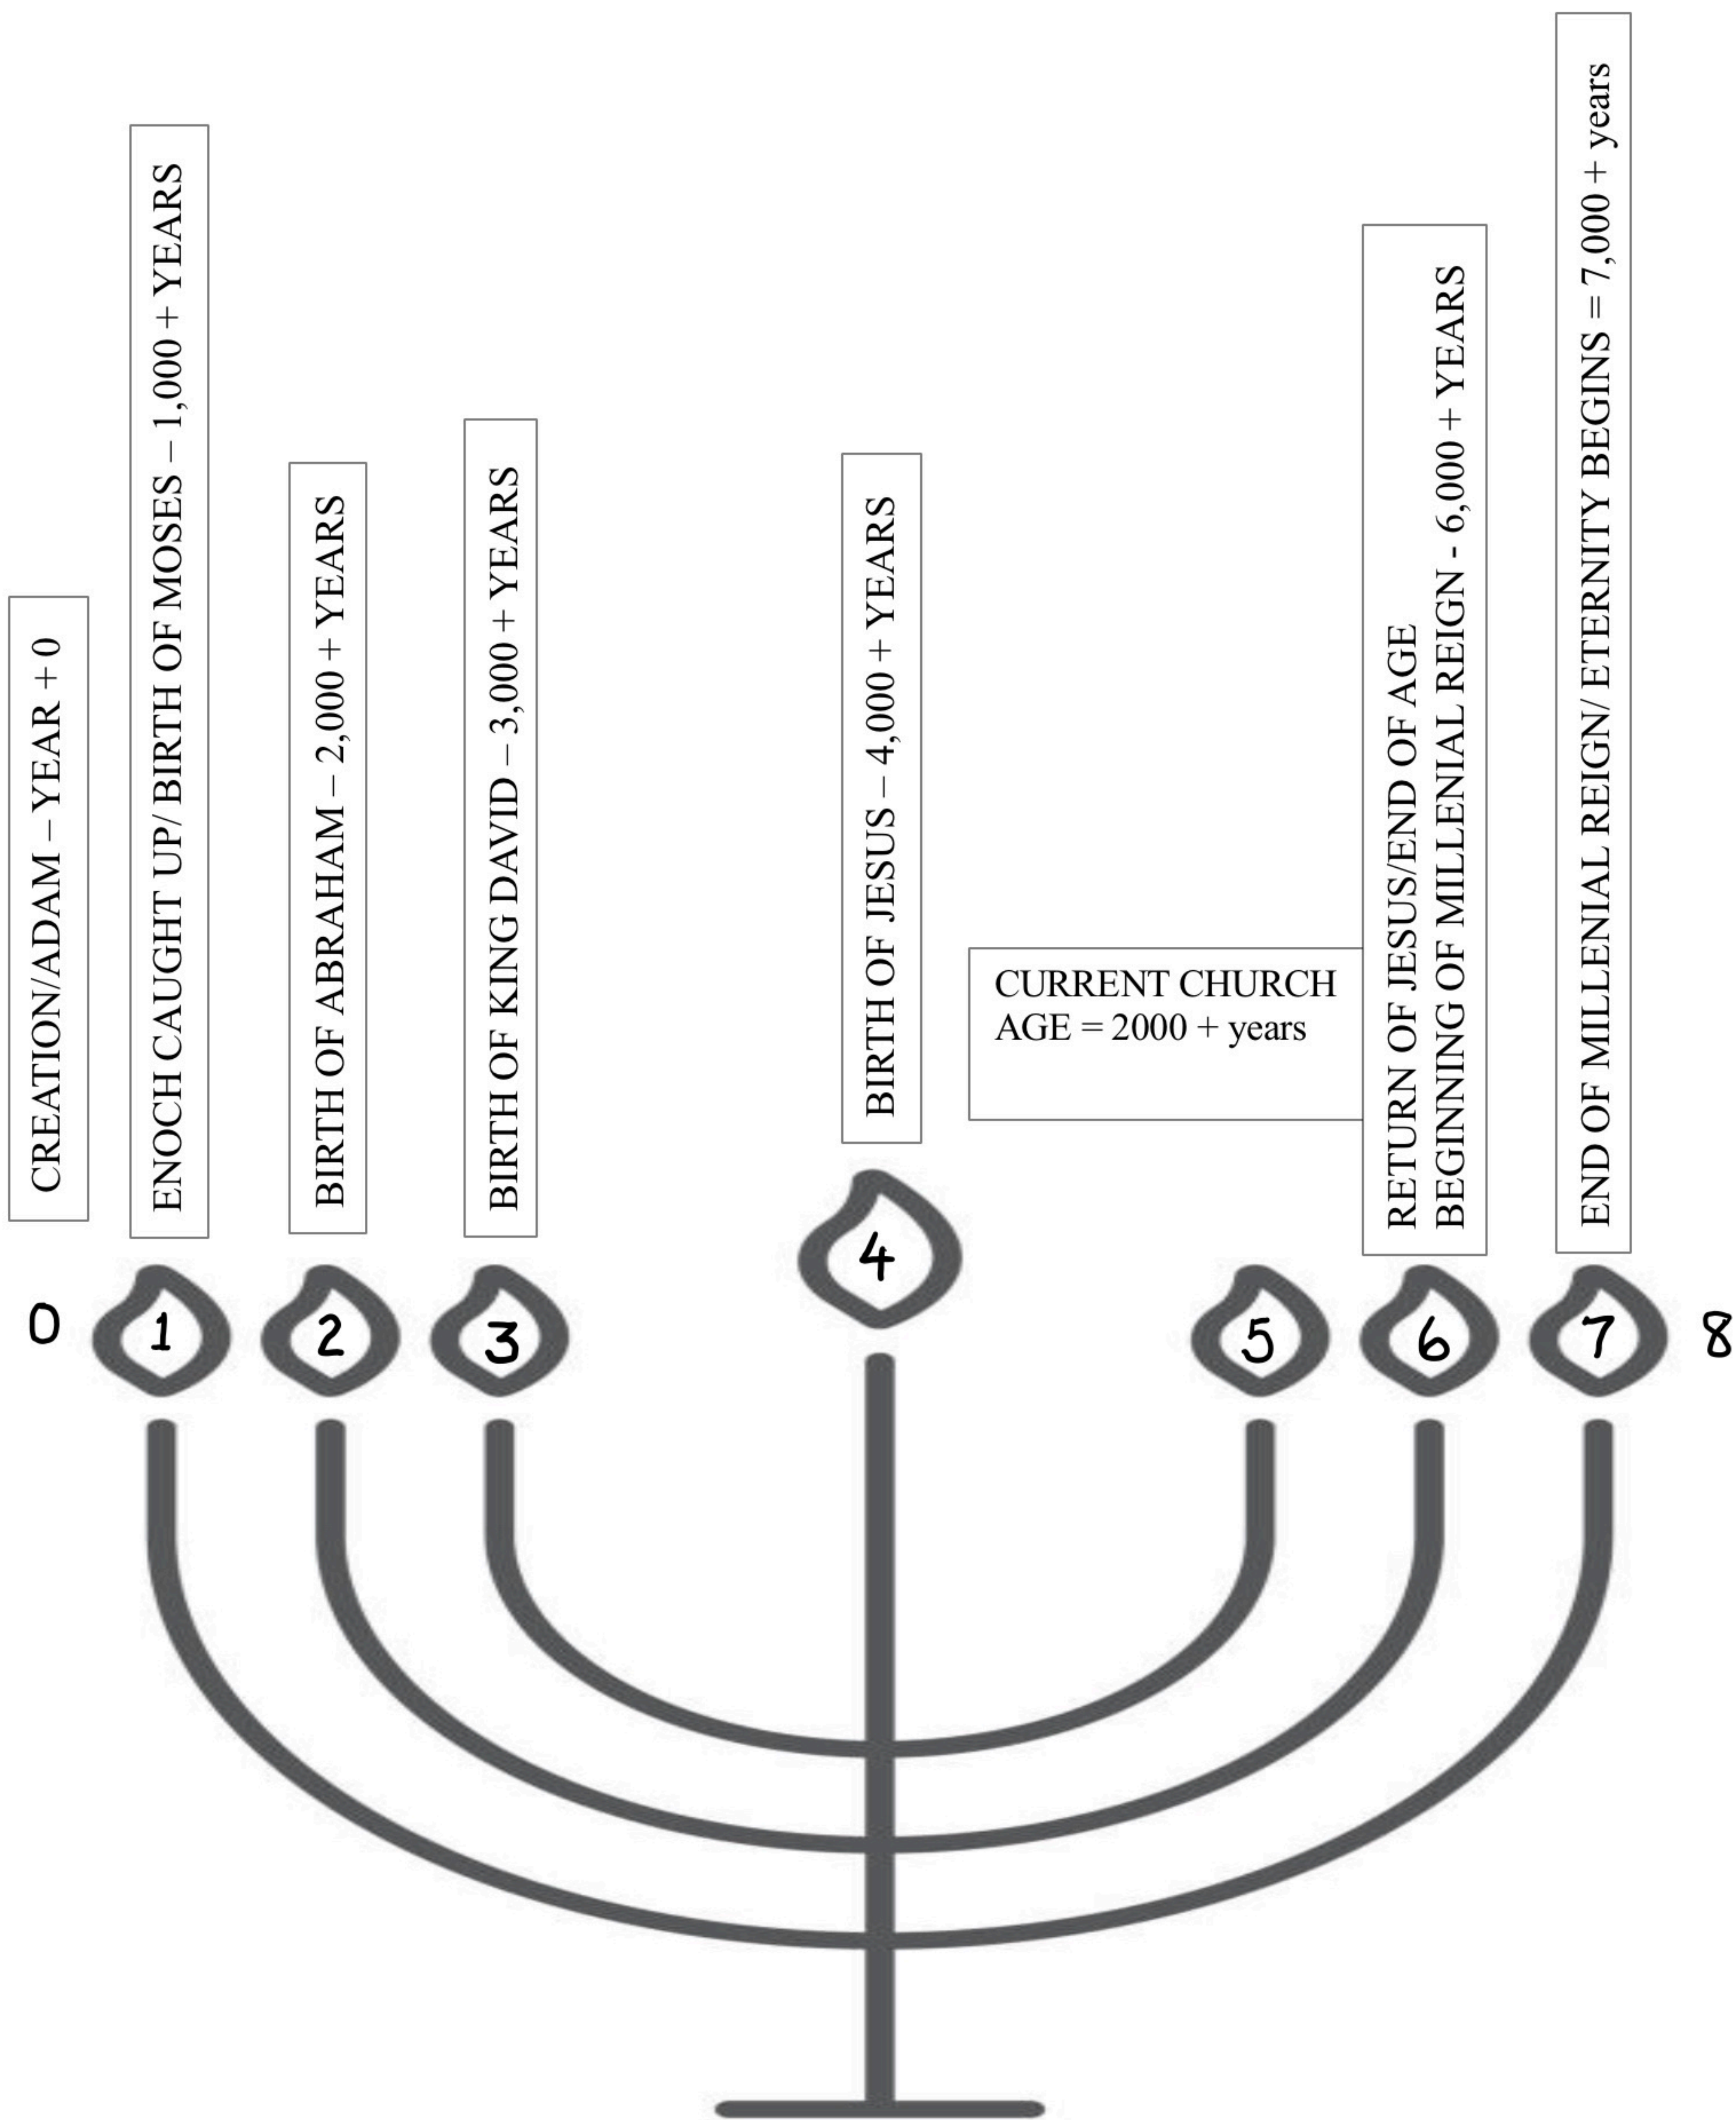 CREATION/ADAM – YEAR + 0
ENOCH CAUGHT UP/ BIRTH OF MOSES – 1,000 + YEARS
BIRTH OF ABRAHAM – 2,000 + YEARS
BIRTH OF KING DAVID – 3,000 + YEARS
BIRTH OF JESUS – 4,000 + YEARS
CURRENT CHURCH
AGE = 2000 + years
RETURN OF JESUS/END OF AGE
BEGINNING OF MILLENIAL REIGN - 6,000 + YEARS
END OF MILLENIAL REIGN/ ETERNITY BEGINS = 7,000 + years
0 1 2 3 4 5 6 7 8